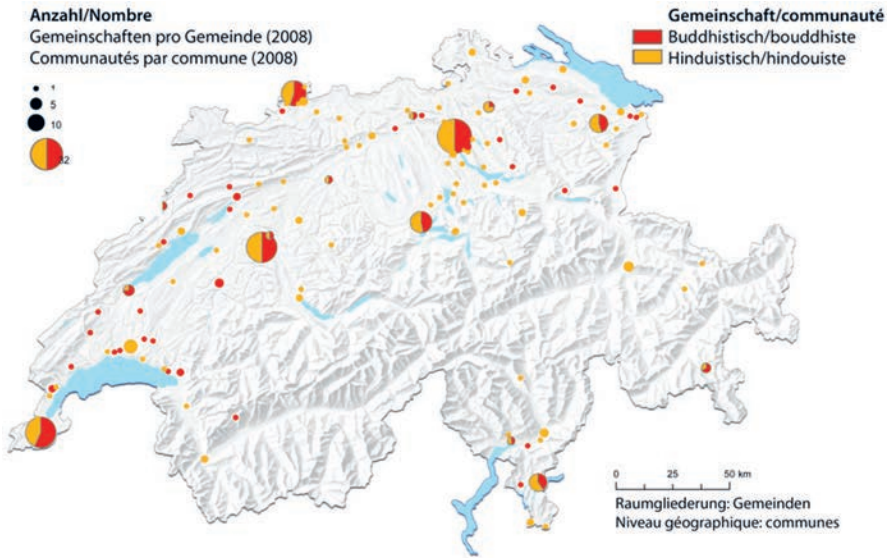 Anzahl/Nombre
Gemeinschaften pro Gemeinde (2008)
Communautés par commune (2008)
1
5
10
32
Gemeinschaft/communauté
Buddhistisch/bouddhiste
Hinduistisch/hindouiste
0 25 50 km
Raumgliederung: Gemeinden
Niveau géographique: communes